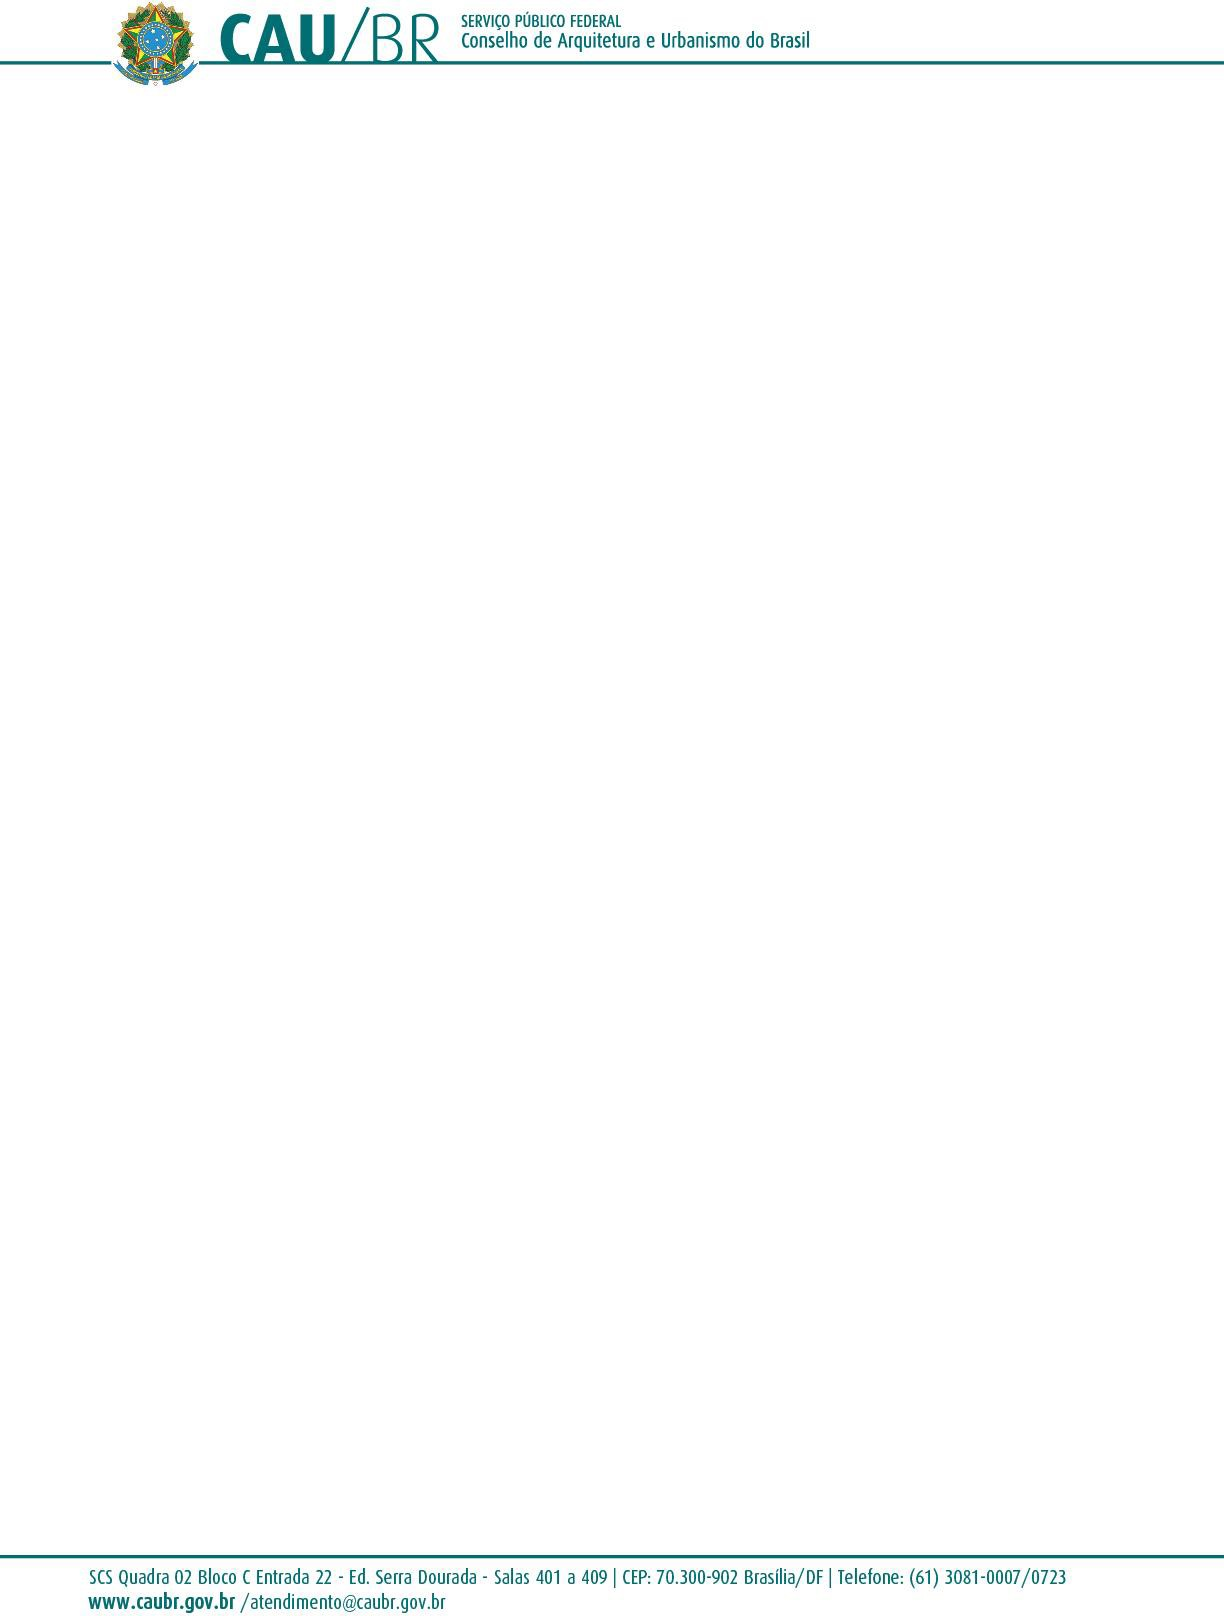 CAU/BR
SERVIÇO PÚBLICO FEDERAL
Conselho de Arquitetura e Urbanismo do Brasil
SCS Quadra 02 Bloco C Entrada 22 - Ed. Serra Dourada - Salas 401 a 409 | CEP: 70.300-902 Brasília/DF | Telefone: (61) 3081-0007/0723
www.caubr.gov.br /atendimento@caubr.gov.br